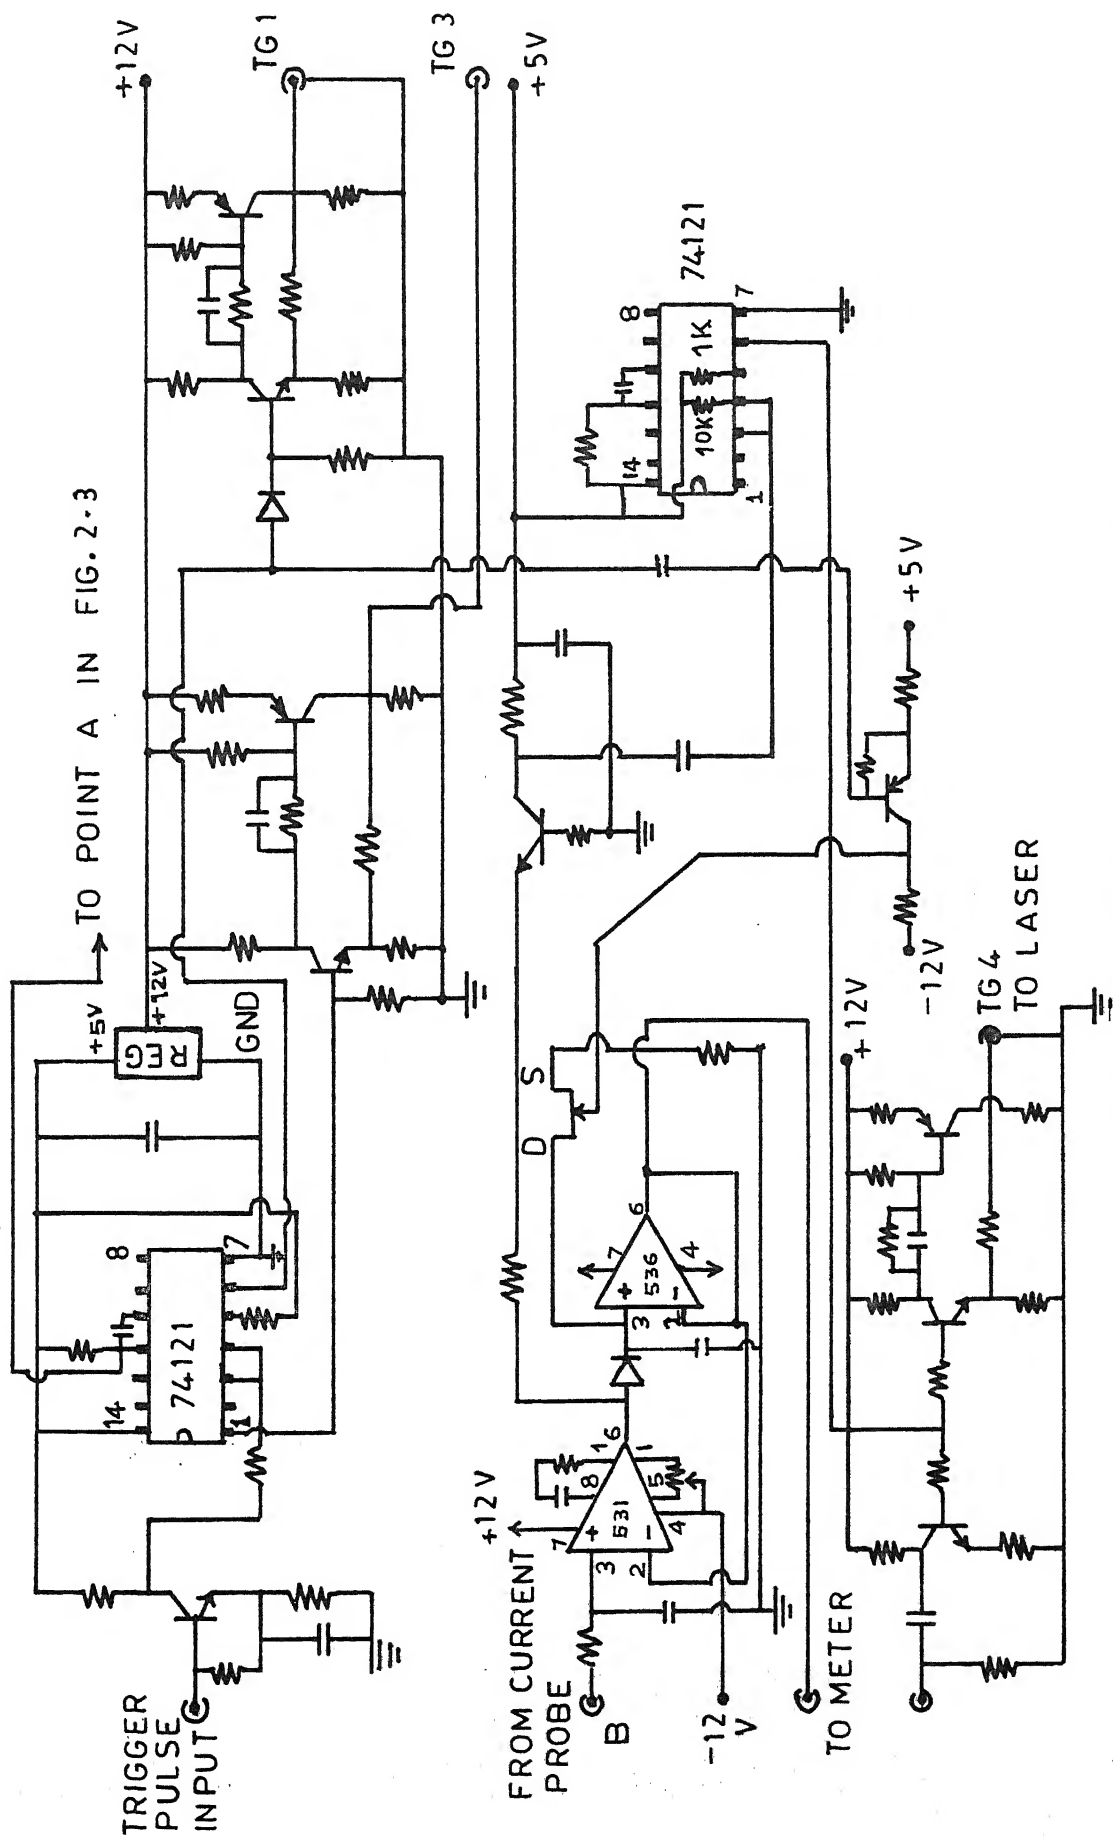 TRIGGER
PULSE
INPUT
14
8
74121
1
7
+5V
+12V
REG
GND
TO POINT A IN FIG. 2-3
+12V
TG 1
TG 3
+5V
FROM CURRENT
PROBE
B
+12V
7
3
2
+
531
-
8
1
6
5
1
4
-12
V
3
2
+
536
-
7
6
4
D
S
14
8
10K
1K
74121
1
7
TO METER
+12V
-12V
+5V
TG 4
TO LASER